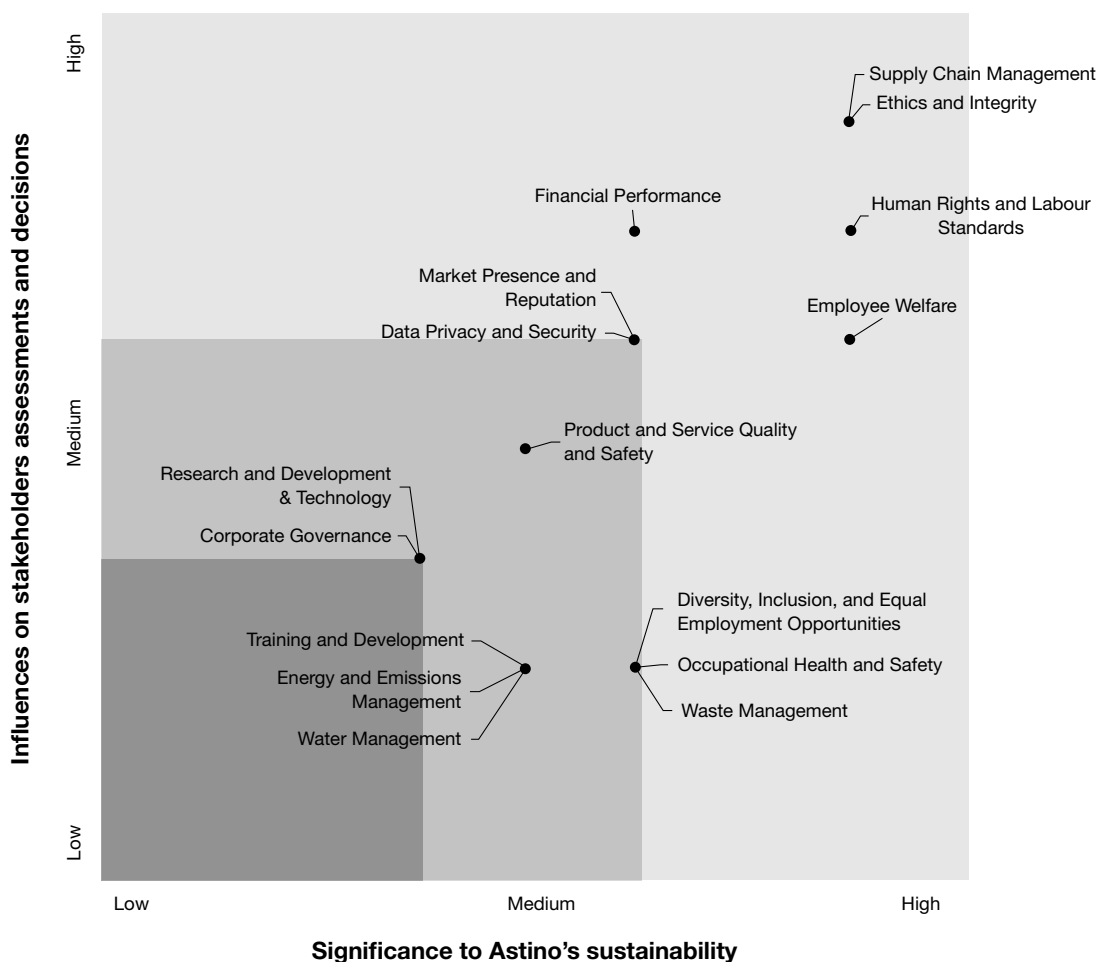 High
Supply Chain Management
Ethics and Integrity
Financial Performance
Human Rights and Labour
Standards
Market Presence and
Reputation
Employee Welfare
Data Privacy and Security
Influences on stakeholders assessments and decisions
Medium
Product and Service Quality
and Safety
Research and Development
& Technology
Corporate Governance
Diversity, Inclusion, and Equal
Employment Opportunities
Training and Development
Occupational Health and Safety
Energy and Emissions
Management
Waste Management
Water Management
Low
Low
Medium
High
Significance to Astino's sustainability